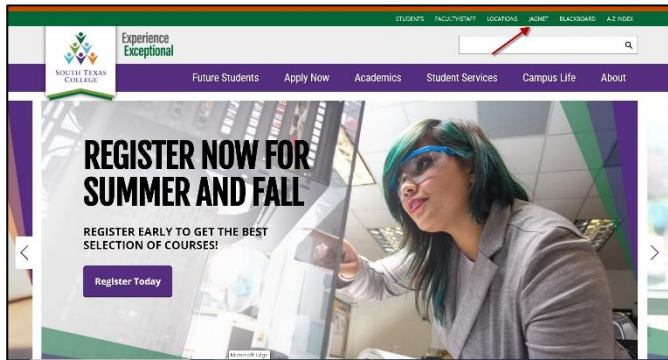 STUDENTS FACULTY/STAFF LOCATIONS JAGNET BLACKBOARD A-Z INDEX
Experience
Exceptional
SOUTH TEXAS
COLLEGE
Future Students Apply Now Academics Student Services Campus Life About
REGISTER NOW FOR
SUMMER AND FALL
REGISTER EARLY TO GET THE BEST
SELECTION OF COURSES!
Register Today
Microsoft Edge